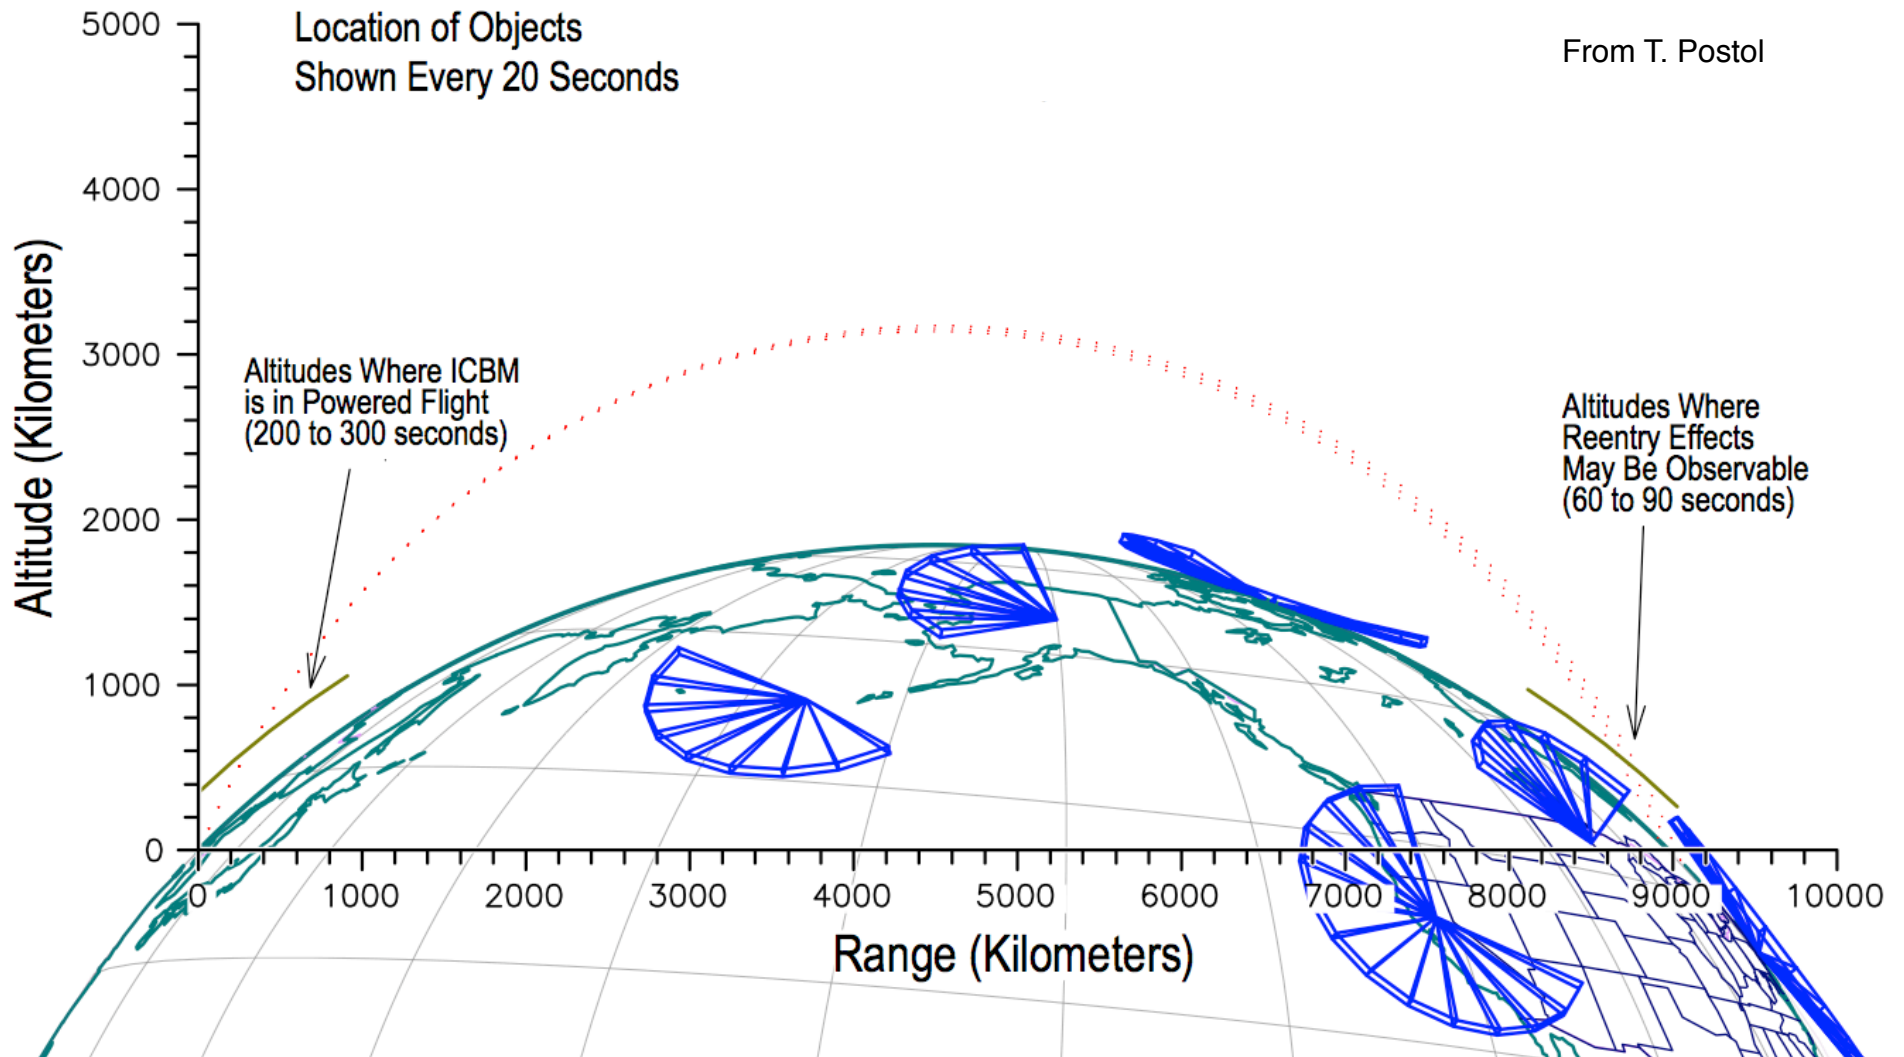 5000
Location of Objects
Shown Every 20 Seconds
From T. Postol
4000
Altitude (Kilometers)
3000
Altitudes Where ICBM
is in Powered Flight
(200 to 300 seconds)
Altitudes Where
Reentry Effects
May Be Observable
(60 to 90 seconds)
2000
1000
0
0 1000 2000 3000 4000 5000 6000 7000 8000 9000 10000
Range (Kilometers)